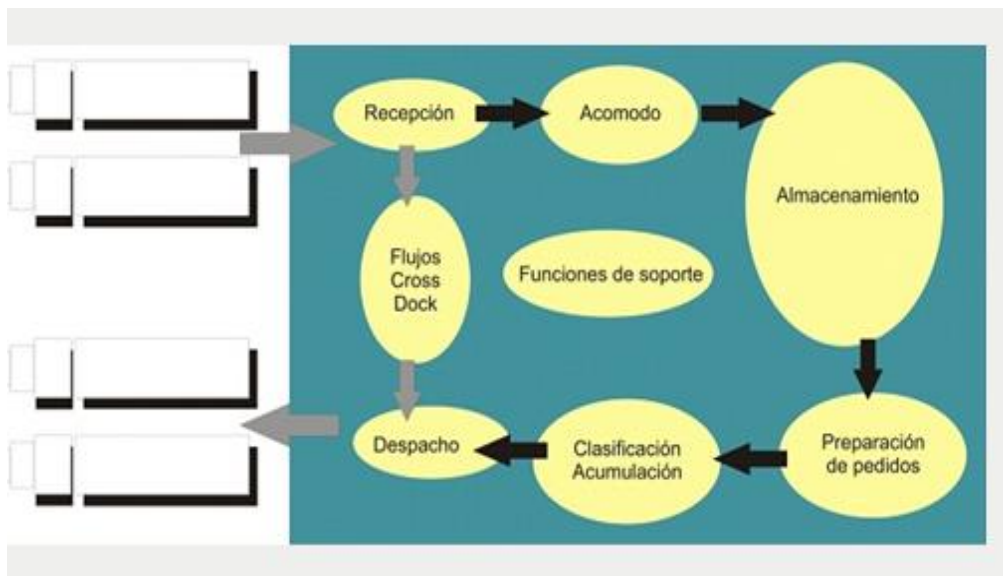 Recepción
Acomodo
Almacenamiento
Flujos
Cross
Dock
Funciones de soporte
Despacho
Clasificación
Acumulación
Preparación
de pedidos